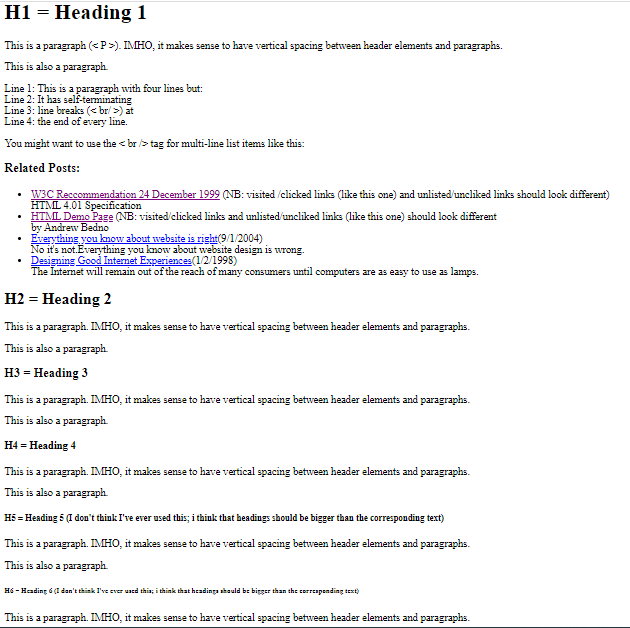 H1 = Heading 1
This is a paragraph (< P >). IMHO, it makes sense to have vertical spacing between header elements and paragraphs.
This is also a paragraph.
Line 1: This is a paragraph with four lines but:
Line 2: It has self-terminating
Line 3: line breaks (< br/ >) at
Line 4: the end of every line.
You might want to use the < br /> tag for multi-line list items like this:
Related Posts:
• W3C Reccommendation 24 December 1999 (NB: visited /clicked links (like this one) and unlisted/uncliked links should look different)
HTML 4.01 Specification
• HTML Demo Page (NB: visited/clicked links and unlisted/uncliked links (like this one) should look different
by Andrew Bedno
• Everything you know about website is right(9/1/2004)
No it's not.Everything you know about website design is wrong.
• Designing Good Internet Experiences(1/2/1998)
The Internet will remain out of the reach of many consumers until computers are as easy to use as lamps.
H2 = Heading 2
This is a paragraph. IMHO, it makes sense to have vertical spacing between header elements and paragraphs.
This is also a paragraph.
H3 = Heading 3
This is a paragraph. IMHO, it makes sense to have vertical spacing between header elements and paragraphs.
This is also a paragraph.
H4 = Heading 4
This is a paragraph. IMHO, it makes sense to have vertical spacing between header elements and paragraphs.
This is also a paragraph.
H5 = Heading 5 (I don't think I've ever used this; i think that headings should be bigger than the corresponding text)
This is a paragraph. IMHO, it makes sense to have vertical spacing between header elements and paragraphs.
This is also a paragraph.
H6 = Heading 6 (I don't think I've ever used this; i think that headings should be bigger than the corresponding text)
This is a paragraph. IMHO, it makes sense to have vertical spacing between header elements and paragraphs.